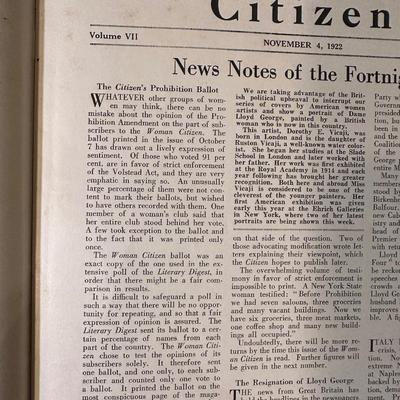 Citizen
Volume VII
NOVEMBER 4, 1922
News Notes of the Fortnig
The Citizen's Prohibition Ballot
WHATEVER other groups of wom-
en may think, there can be no
mistake about the opinion of the Pro-
hibition Amendment on the part of sub-
scribers to the Woman Citizen. The
ballot printed in the issue of October
7 has drawn out a lively expression of
sentiment. Of those who voted 91 per
cent. are in favor of strict enforcement
of the Volstead Act, and they are very
emphatic in saying so. An unusually
large percentage of them were not con-
tent to mark their ballots, but wished
to have others recorded with them. One
member of a woman's club said that
her entire club stood behind her vote.
A few took exception to the ballot and
to the fact that it was printed only
once.
The Woman Citizen ballot was an
exact copy of the one used in the ex-
tensive poll of the Literary Digest, in
order that there might be a fair com-
parison in results.
It is difficult to safeguard a poll in
such a way that there will be no oppor-
tunity for repeating, and so that a fair
expression of opinion is assured. The
Literary Digest sent its ballot to a cer-
tain percentage of names from each
part of the country. The Woman Citi-
zen chose to test the opinions of its
subscribers solely. It therefore sent
one ballot, and one only, to each sub-
scriber and counted only one vote to
a ballot. It printed the ballot on the
most conspicuous page of the maga-
We are taking advantage of the Brit-
ish political upheaval to interrupt our
series of covers by American women
artists and show a portrait of Dame
Lloyd George, painted by a British
woman who is now in this country.
This artist, Dorothy E. Vicaji, was
born in London and is the daughter of
Ruston Vicaji, a well-known water color-
ist. She began her studies at the Slade
School in London and later worked with
her father. Her work was first exhibited
at the Royal Academy in 1914 and each
year following has brought her greater
recognition. Both here and abroad Miss
Vicaji is considered to be one of the
cleverest of the younger painters. Her
first American exhibition was given
early this year at the Ehrich Galleries
in New York, where two of her latest
portraits are being shown this week.
on that side of the question. Two of
those advocating modification wrote let-
ters explaining their viewpoint, which
the Citizen hopes to publish later.
The overwhelming volume of testi-
mony in favor of strict enforcement is
impossible to print. A New York State
woman testified: "Before Prohibition
we had seven saloons, three groceries
and many vacant buildings. Now we
have six groceries, three meat markets,
one coffee shop and many new build-
ings all occupied."
Undoubtedly, there will be more re-
turns by the time this issue of the Wom-
an Citizen is read. Further figures will
be given in the next number.
The Resignation of Lloyd George
THE news from Great Britain has
held the headlines in the newspapers
Party w
Government
presided
tion, but
the
Coalition
of the
George
was
Birkenhe
Balfour.
new Cab
istry and
Premier
with retu
Lloyd
Four" to
the exclu
George h
husband
improve
ble. A fig
ITALY
crisis,
tion. No
extremist
at Naples
tion, dema